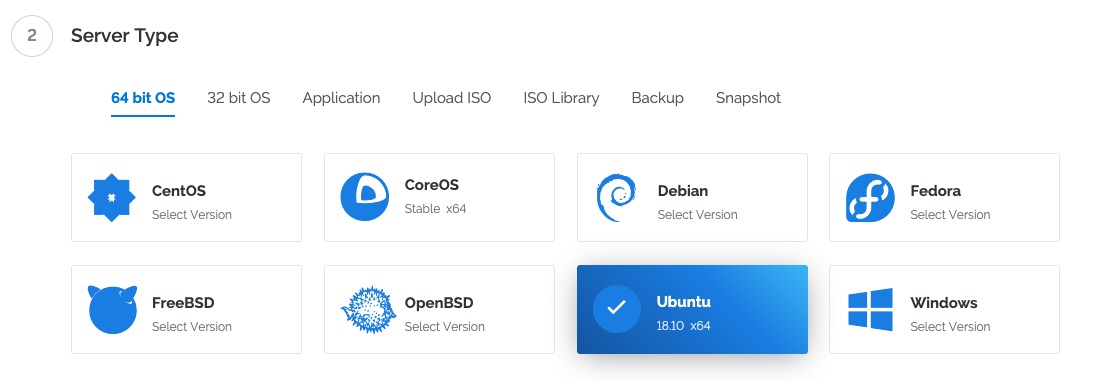 2 Server Type
64 bit OS 32 bit OS Application Upload ISO ISO Library Backup Snapshot
CentOS
Select Version
CoreOS
Stable x64
Debian
Select Version
Fedora
Select Version
FreeBSD
Select Version
OpenBSD
Select Version
Ubuntu
18.10 x64
Windows
Select Version